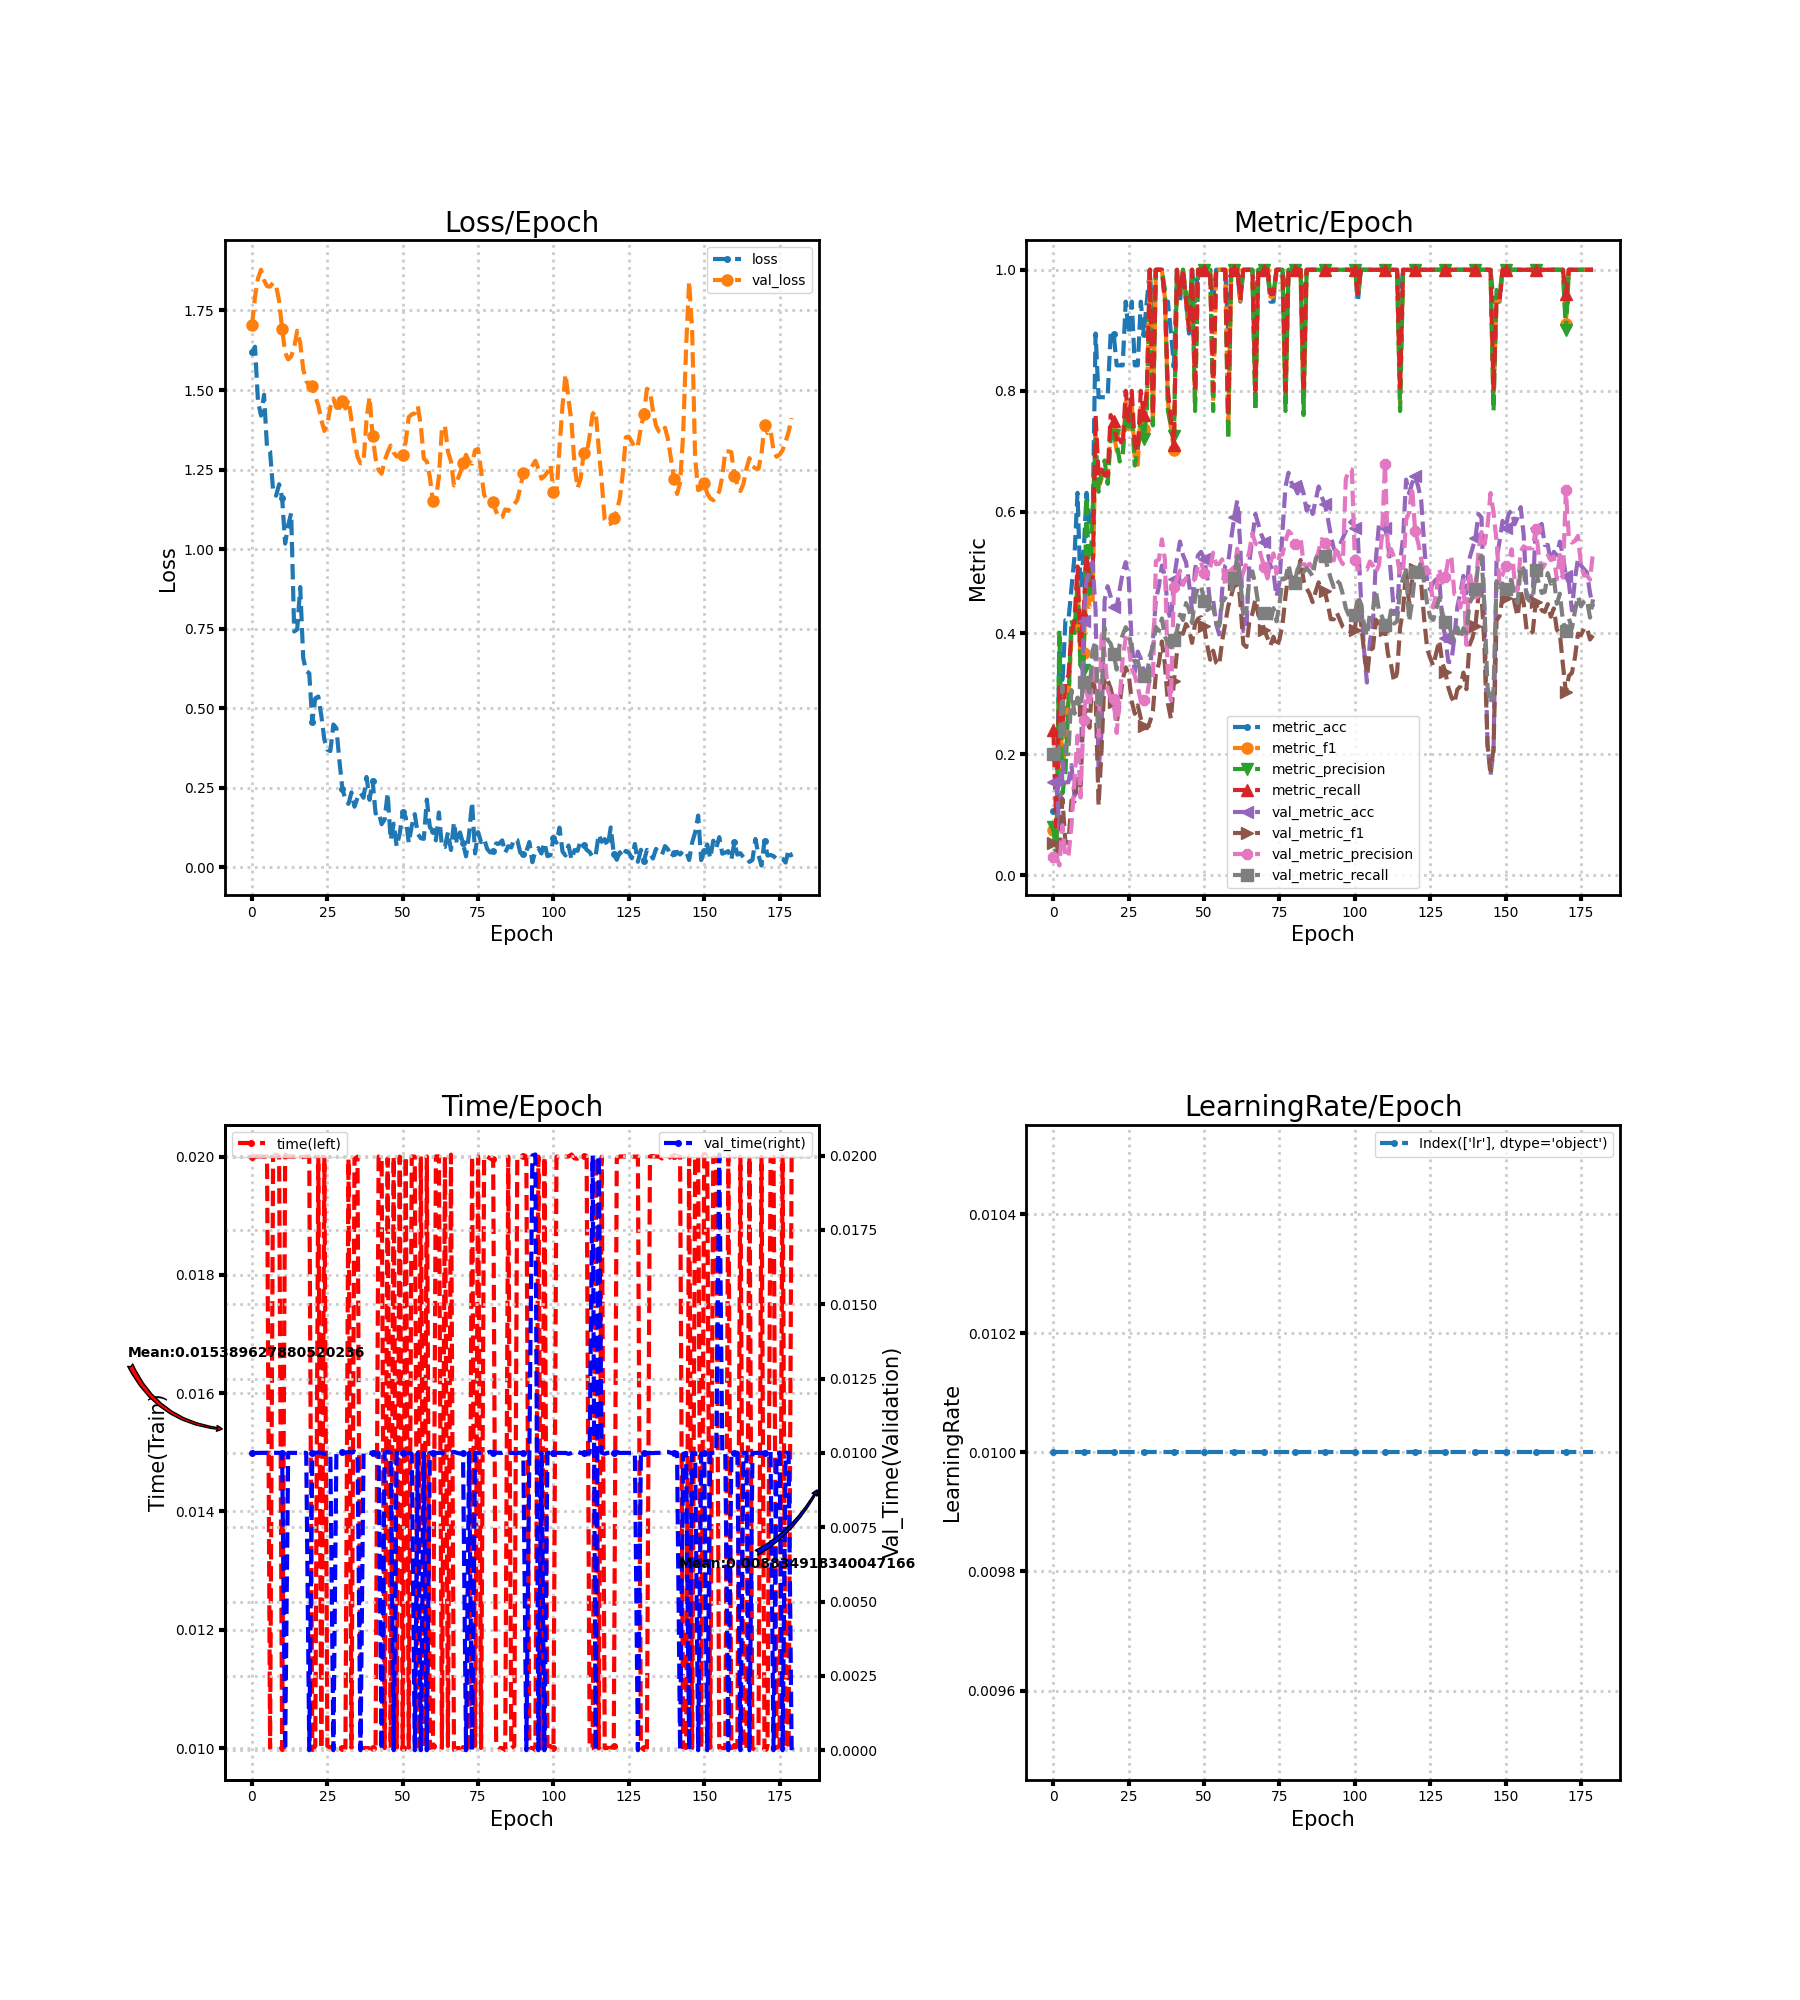 Loss/Epoch
loss
val_loss
1.75
1.50
1.25
1.00
0.75
0.50
0.25
0.00
Loss
0
25
50
75
100
125
150
175
Epoch
Metric/Epoch
1.0
0.8
0.6
0.4
0.2
0.0
Metric
metric_acc
metric_f1
metric_precision
metric_recall
val_metric_acc
val_metric_f1
val_metric_precision
val_metric_recall
0
25
50
75
100
125
150
175
Epoch
Time/Epoch
time(left)
val_time(right)
0.020
0.018
0.016
0.014
0.012
0.010
Time(Train)
Mean:0.015389627880520236
0.0200
0.0175
0.0150
0.0125
0.0100
0.0075
0.0050
0.0025
0.0000
Val_Time(Validation)
0
25
50
75
100
125
150
175
Epoch
LearningRate/Epoch
Index(['lr'], dtype='object')
0.0104
0.0102
0.0100
0.0098
0.0096
LearningRate
0
25
50
75
100
125
150
175
Epoch